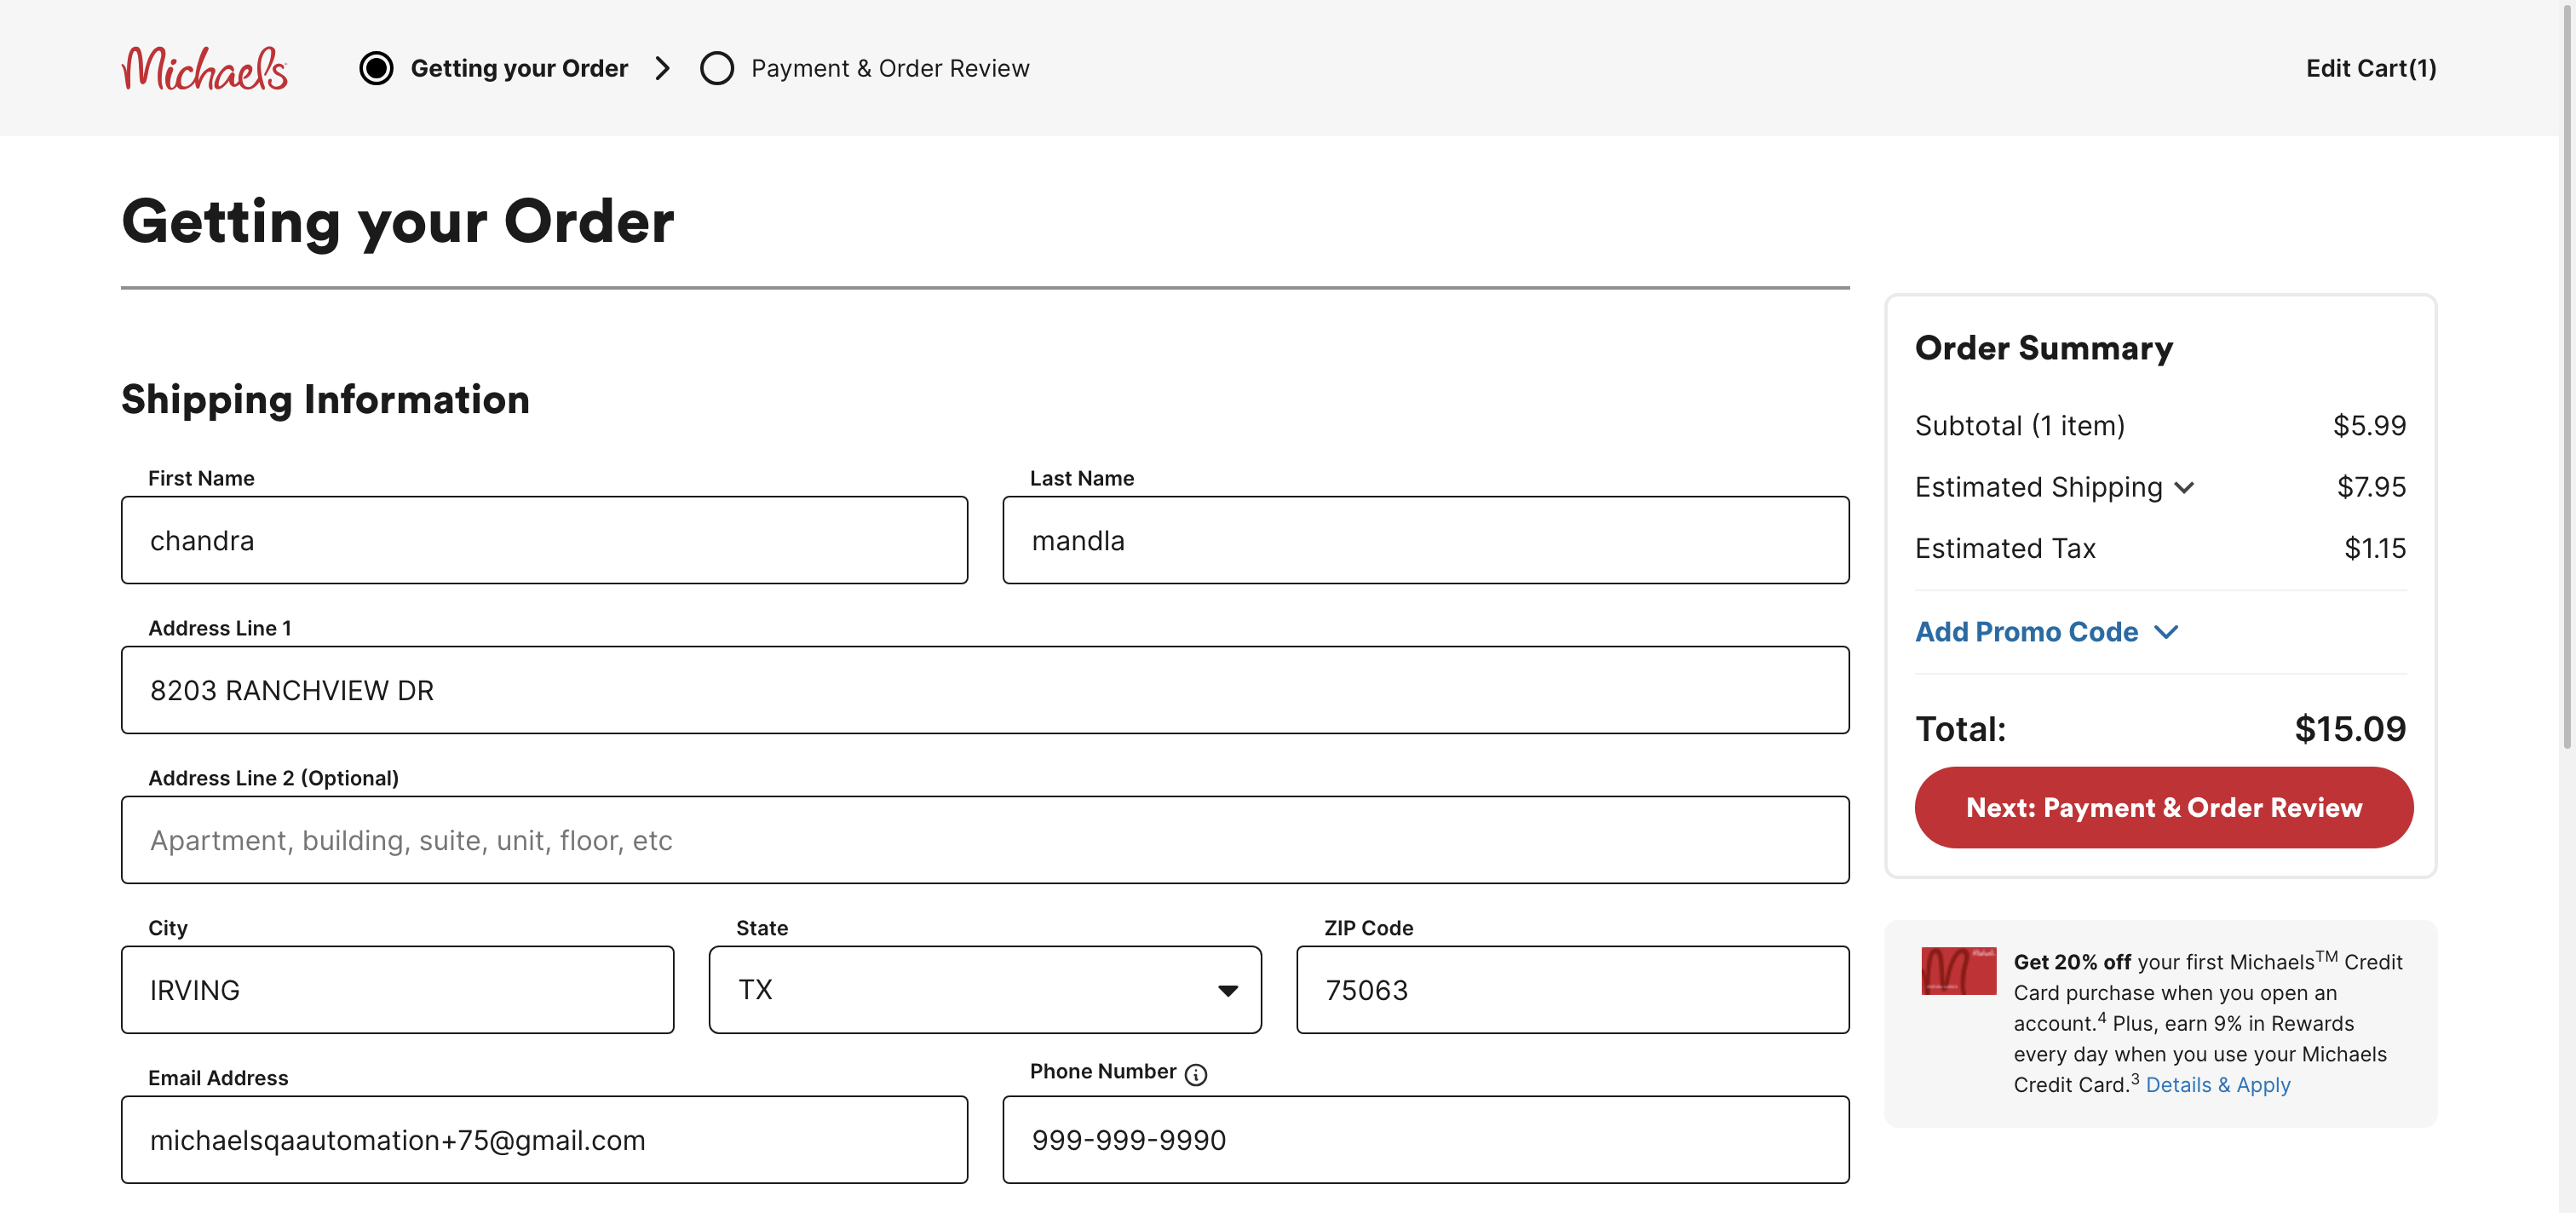 Michaels
Getting your Order
Payment & Order Review
Edit Cart(1)
Getting your Order
Shipping Information
First Name
Last Name
chandra
mandla
Address Line 1
8203 RANCHVIEW DR
Address Line 2 (Optional)
Apartment, building, suite, unit, floor, etc
City
State
ZIP Code
IRVING
TX
75063
Email Address
Phone Number
michaelsqaautomation+75@gmail.com
999-999-9990
Order Summary
Subtotal (1 item) $5.99
Estimated Shipping $7.95
Estimated Tax $1.15
Add Promo Code
Total: $15.09
Next: Payment & Order Review
Get 20% off your first Michaels™ Credit
Card purchase when you open an
account.⁴ Plus, earn 9% in Rewards
every day when you use your Michaels
Credit Card.³ Details & Apply